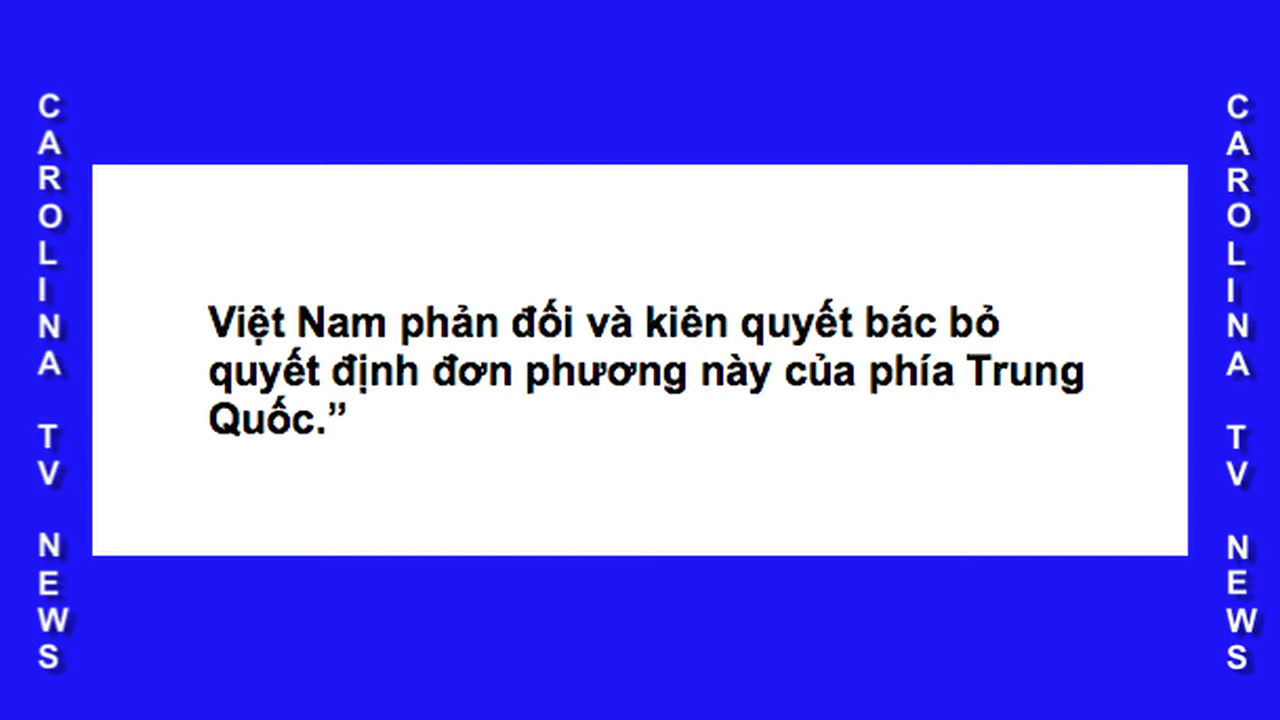 CAROLINA TV NEWS
Việt Nam phản đối và kiên quyết bác bỏ
quyết định đơn phương này của phía Trung
Quốc.”
CAROLINA TV NEWS